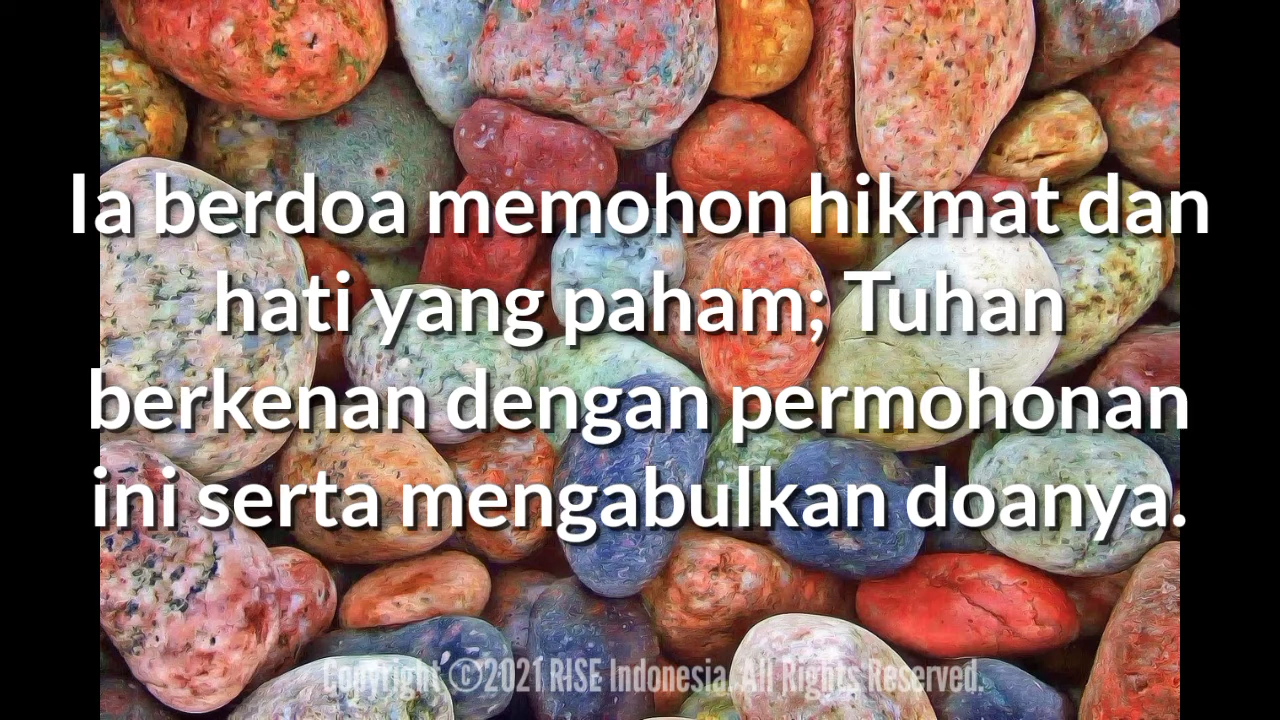 Ia berdoa memohon hikmat dan
hati yang paham; Tuhan
berkenan dengan permohonan
ini serta mengabulkan doanya.
Copyright ©2021 RISE Indonesia. All Rights Reserved.